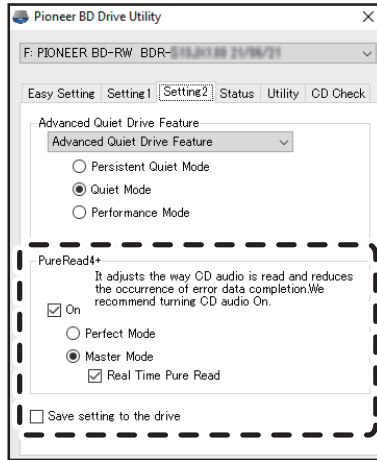 Pioneer BD Drive Utility
F: PIONEER BD-RW BDR-
Easy Setting Setting1 Setting2 Status Utility CD Check
Advanced Quiet Drive Feature
Advanced Quiet Drive Feature
Persistent Quiet Mode
Quiet Mode
Performance Mode
PureRead4+
It adjusts the way CD audio is read and reduces
the occurrence of error data completion.We
recommend turning CD audio On.
On
Perfect Mode
Master Mode
Real Time Pure Read
Save setting to the drive